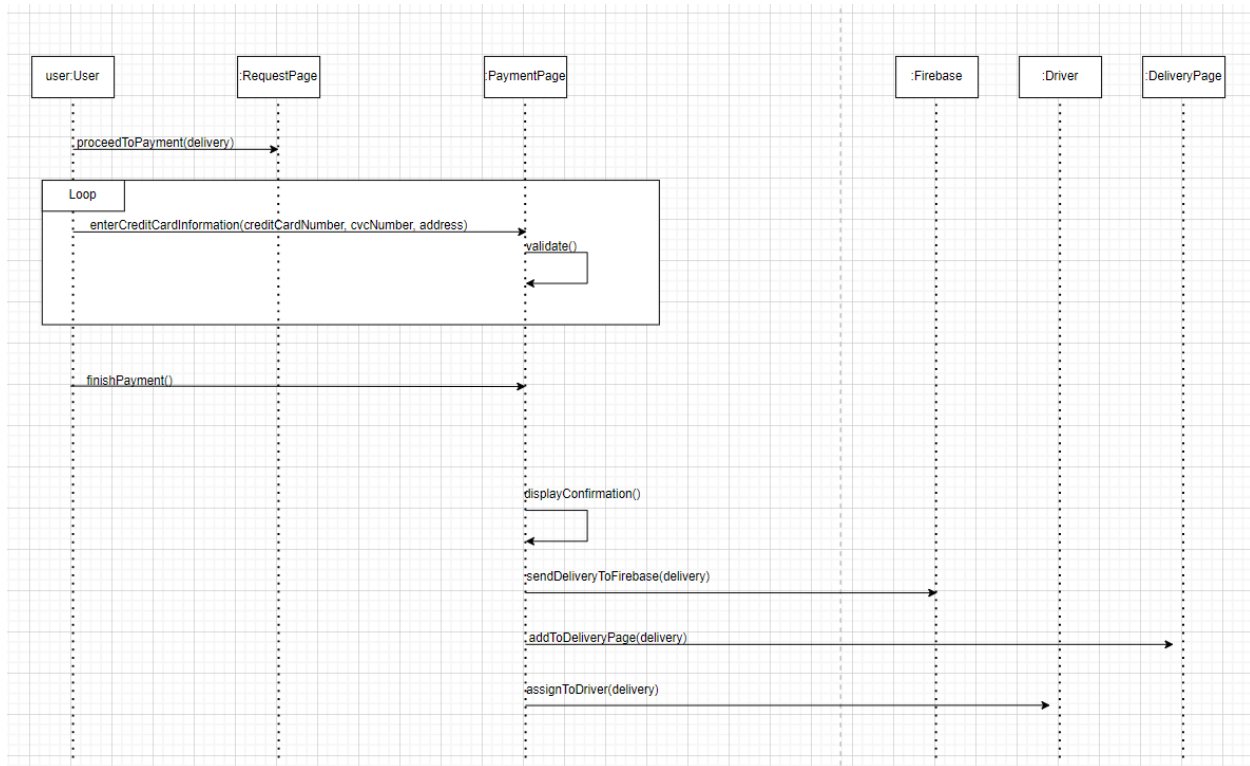 user:User
:RequestPage
:PaymentPage
:Firebase
:Driver
:DeliveryPage
proceedToPayment(delivery)
Loop
enterCreditCardInformation(creditCardNumber, cvcNumber, address)
validate()
finishPayment()
displayConfirmation()
sendDeliveryToFirebase(delivery)
addToDeliveryPage(delivery)
assignToDriver(delivery)